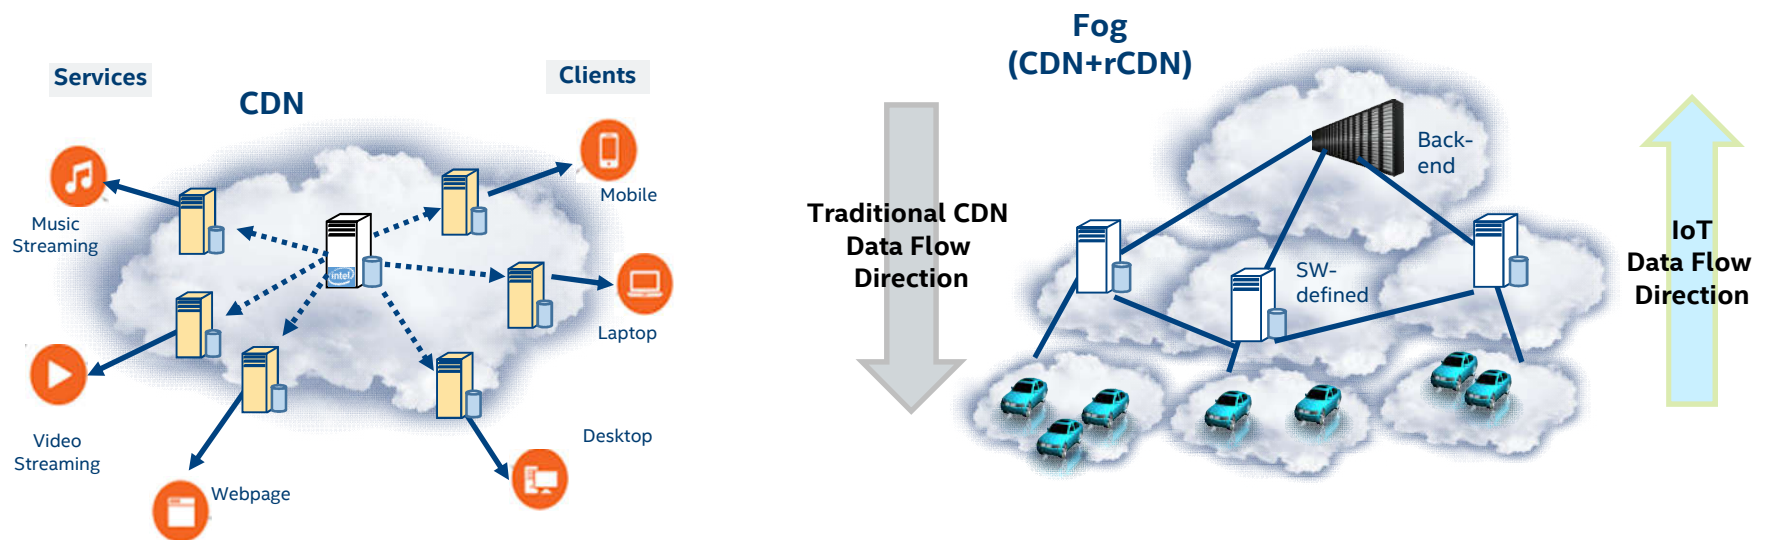 Services
Clients
CDN
Music
Streaming
Mobile
intel
Laptop
Video
Streaming
Desktop
Webpage
Fog
(CDN+rCDN)
Back-
end
Traditional CDN
Data Flow
Direction
SW-
defined
IoT
Data Flow
Direction